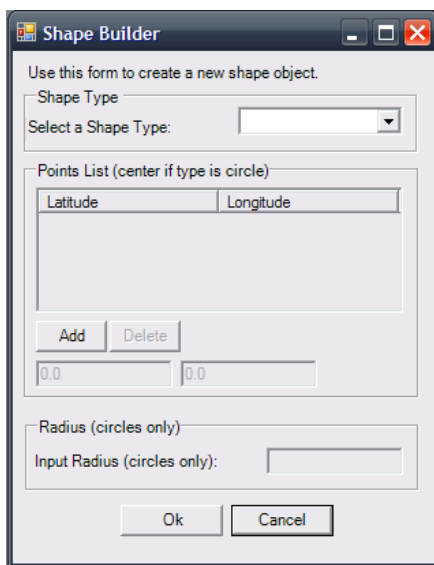 Shape Builder
Use this form to create a new shape object.
Shape Type
Select a Shape Type:
Points List (center if type is circle)
Latitude Longitude
Add Delete
0.0 0.0
Radius (circles only)
Input Radius (circles only):
Ok Cancel